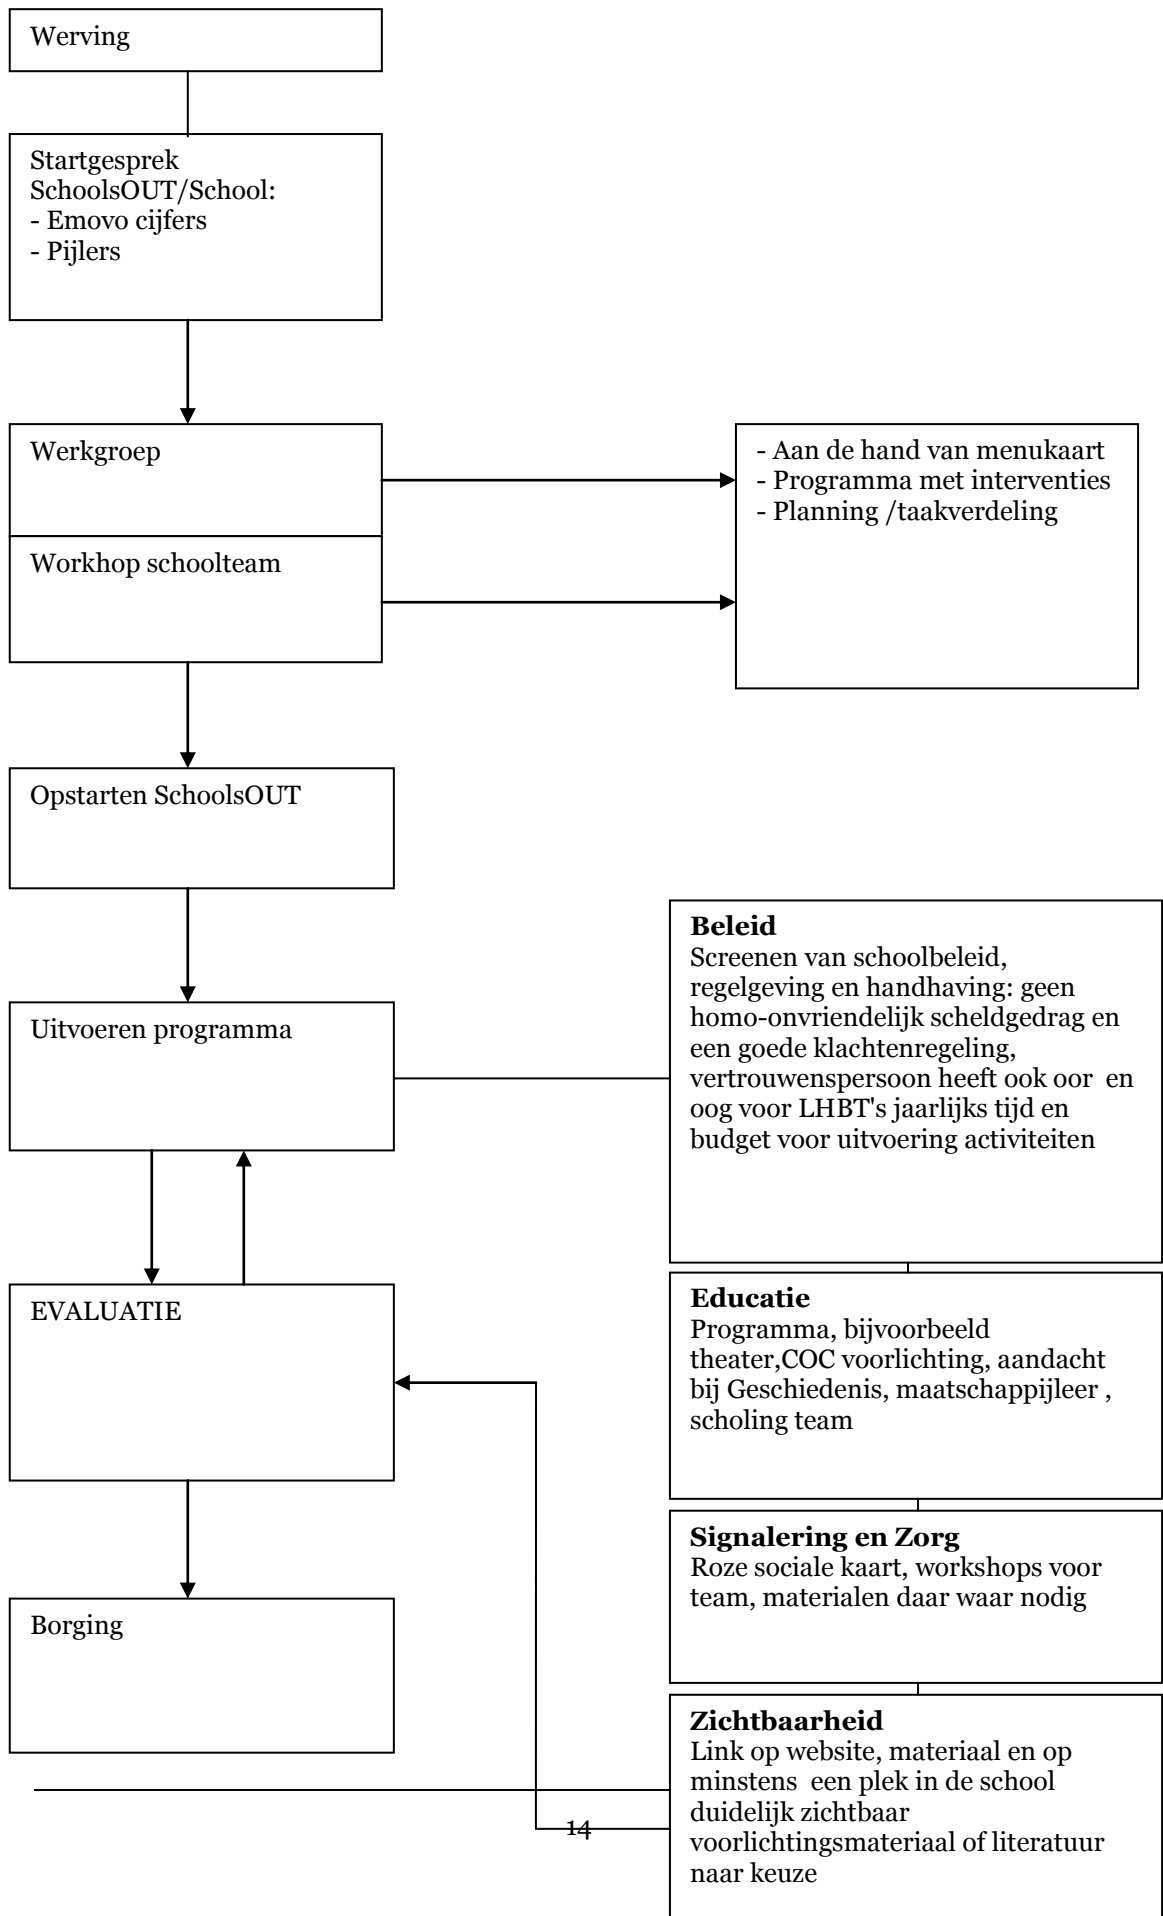 Werving
Startgesprek
SchoolsOUT/School:
- Emovo cijfers
- Pijlers
Werkgroep
Workhop schoolteam
- Aan de hand van menukaart
- Programma met interventies
- Planning /taakverdeling
Opstarten SchoolsOUT
Uitvoeren programma
Beleid
Screenen van schoolbeleid,
regelgeving en handhaving: geen
homo-onvriendelijk scheldgedrag en
een goede klachtenregeling,
vertrouwenspersoon heeft ook oor  en
oog voor LHBT's jaarlijks tijd en
budget voor uitvoering activiteiten
EVALUATIE
Educatie
Programma, bijvoorbeeld
theater,COC voorlichting, aandacht
bij Geschiedenis, maatschappijleer ,
scholing team
Signalering en Zorg
Roze sociale kaart, workshops voor
team, materialen daar waar nodig
Borging
Zichtbaarheid
Link op website, materiaal en op
minstens  een plek in de school
duidelijk zichtbaar
voorlichtingsmateriaal of literatuur
naar keuze
14